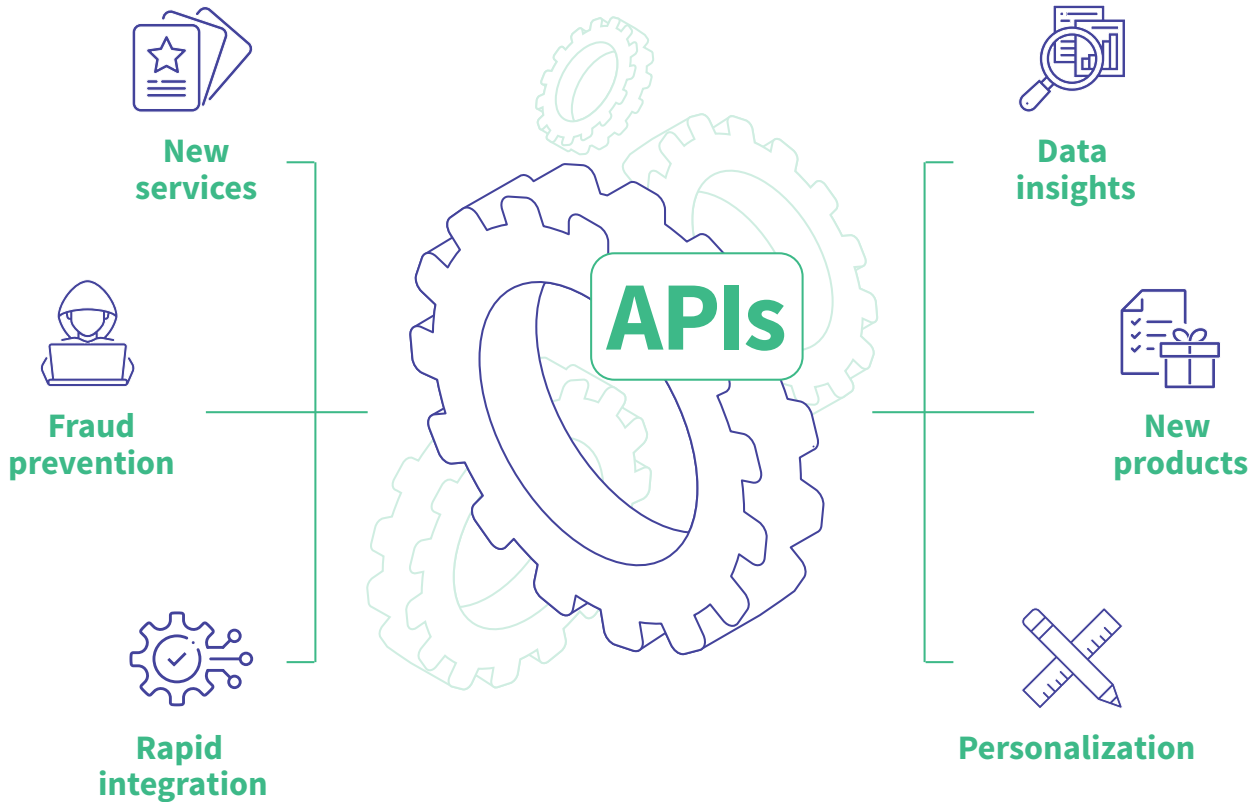 New
services
Fraud
prevention
Rapid
integration
APIs
Data
insights
New
products
Personalization